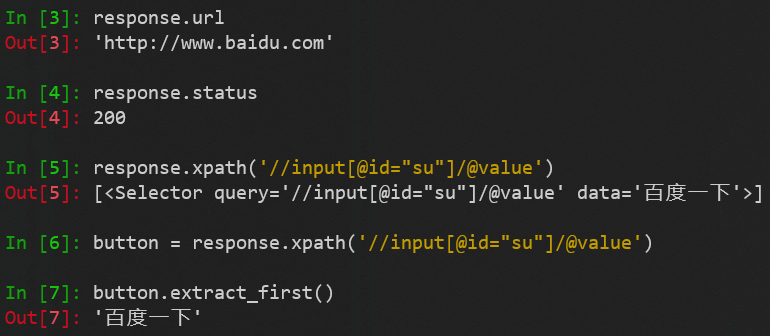 In [3]: response.url
Out[3]: 'http://www.baidu.com'
In [4]: response.status
Out[4]: 200
In [5]: response.xpath('//input[@id="su"]/@value')
Out[5]: [<Selector query='//input[@id="su"]/@value' data='百度一下'>]
In [6]: button = response.xpath('//input[@id="su"]/@value')
In [7]: button.extract_first()
Out[7]: '百度一下'